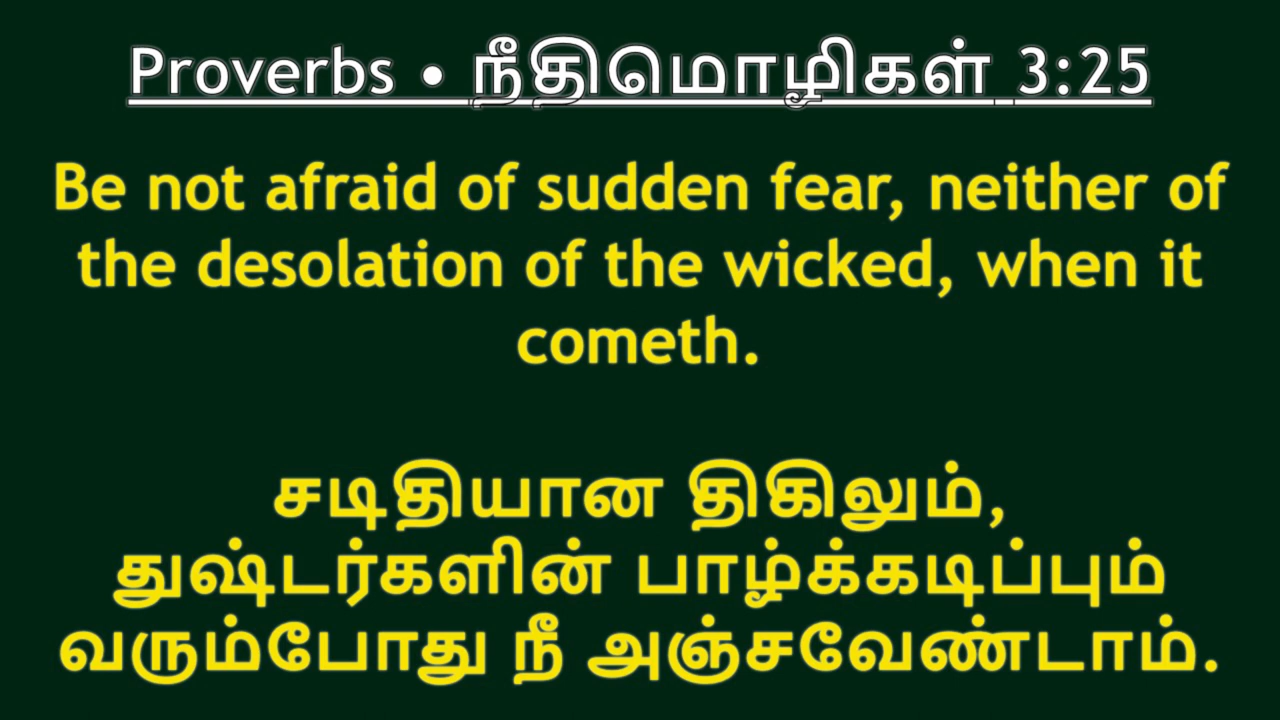 Proverbs • நீதிமொழிகள் 3:25
Be not afraid of sudden fear, neither of
the desolation of the wicked, when it
cometh.
சடிதியான திகிலும்,
துஷ்டர்களின் பாழ்க்கடிப்பும்
வரும்போது நீ அஞ்சவேண்டாம்.